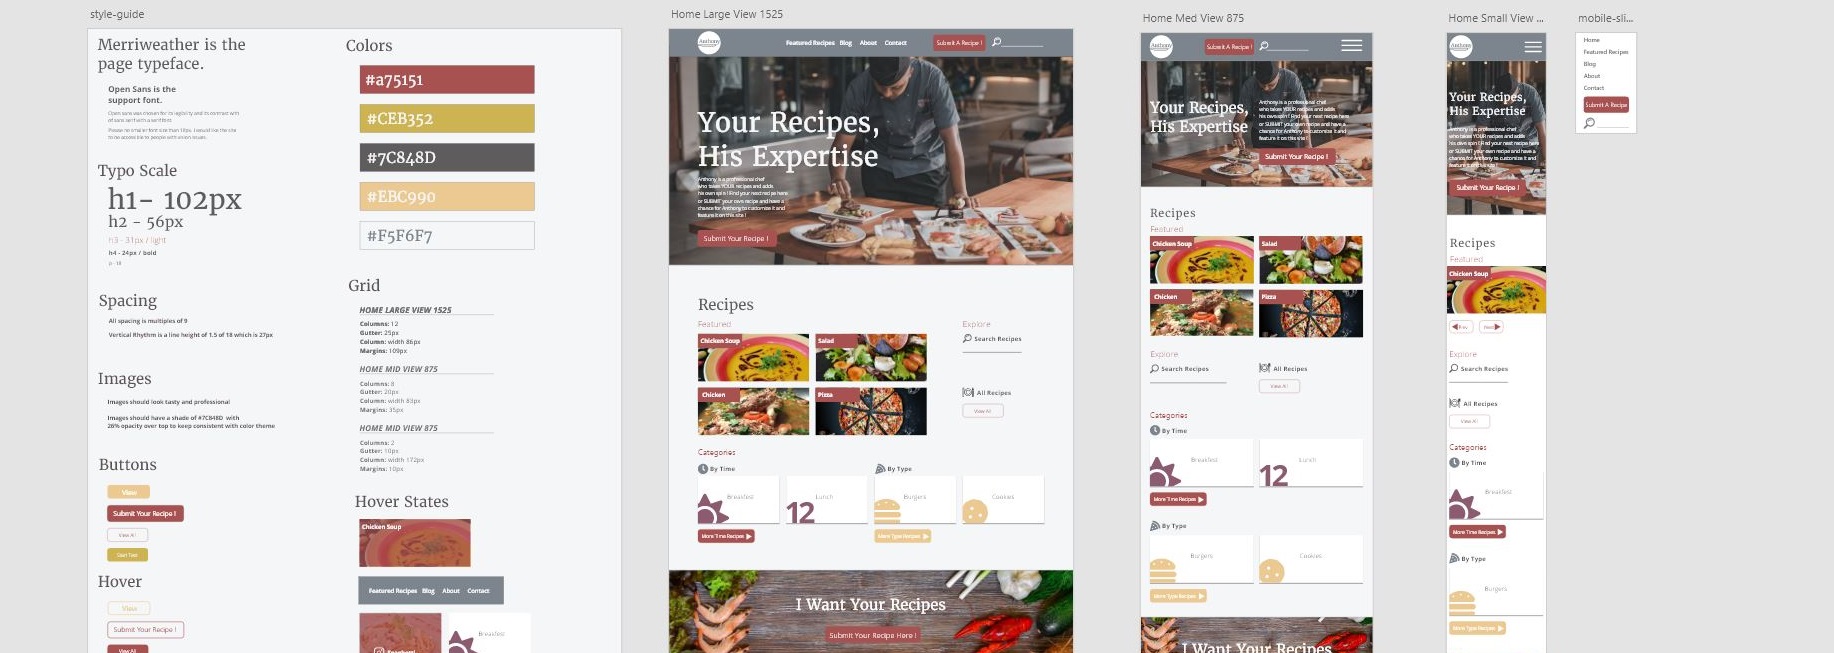 style-guide
Merriweather is the
page typeface.
Open Sans is the
support font.
Open sans was chosen for its legibility and its contrast with
Typo Scale
h1- 102px
h2 - 56px
h3 - 31px / light
h4 - 24px / bold
p - 18
Spacing
All spacing is multiples of 9
Vertical Rhythm is a line height of 1.5 of 18 which is 27px
Images
Images should look tasty and professional
Images should have a shade of #7C848D with
26% opacity over top to keep consistent with color theme
Buttons
View
Submit Your Recipe !
View All
Hover
View
Submit Your Recipe !
View All
Colors
#a75151
#CEB352
#7C848D
#EBC990
#F5F6F7
Grid
HOME LARGE VIEW 1525
Columns: 12
Gutter: 25px
Column: width 86px
Margins: 109px
HOME MID VIEW 875
Columns: 8
Gutter: 20px
Column: width 83px
Margins: 35px
HOME MID VIEW 875
Columns: 2
Gutter: 10px
Column: width 172px
Margins: 10px
Hover States
Chicken Soup
Featured Recipes Blog About Contact
Breakfast
Home Large View 1525
Anthony
Featured Recipes Blog About Contact
Submit A Recipe !
Your Recipes,
His Expertise
Anthony is a professional chef
who takes YOUR recipes and adds
his own spin ! Find your next recipe here
or SUBMIT your own recipe and have a
chance for Anthony to customize it and
feature it on this site !
Submit Your Recipe !
Recipes
Featured
Chicken Soup
Salad
Chicken
Pizza
Explore
Search Recipes
All Recipes
View All
Categories
By Time
By Type
Breakfast
12
Lunch
Burgers
Cookies
More Time Recipes
More Type Recipes
I Want Your Recipes
Submit Your Recipe Here !
Home Med View 875
Anthony
Submit A Recipe !
Your Recipes,
His Expertise
Anthony is a professional chef
who takes YOUR recipes and adds
his own spin ! Find your next recipe here
or SUBMIT your own recipe and have a
chance for Anthony to customize it and
feature it on this site !
Submit Your Recipe !
Recipes
Featured
Chicken Soup
Salad
Chicken
Pizza
Explore
Search Recipes
All Recipes
View All
Categories
By Time
Breakfast
12
Lunch
More Time Recipes
By Type
Burgers
Cookies
More Type Recipes
I Want Your Recipes
Home Small View ...
Anthony
Your Recipes,
His Expertise
Anthony is a professional chef
who takes YOUR recipes and adds
his own spin ! Find your next recipe here
or SUBMIT your own recipe and have a
chance for Anthony to customize it and
feature it on this site !
Submit Your Recipe !
Recipes
Featured
Chicken Soup
Prev
Next
Explore
Search Recipes
All Recipes
View All
Categories
By Time
Breakfast
More Time Recipes
By Type
Burgers
More Type Recipes
mobile-sli...
Home
Featured Recipes
Blog
About
Contact
Submit A Recipe